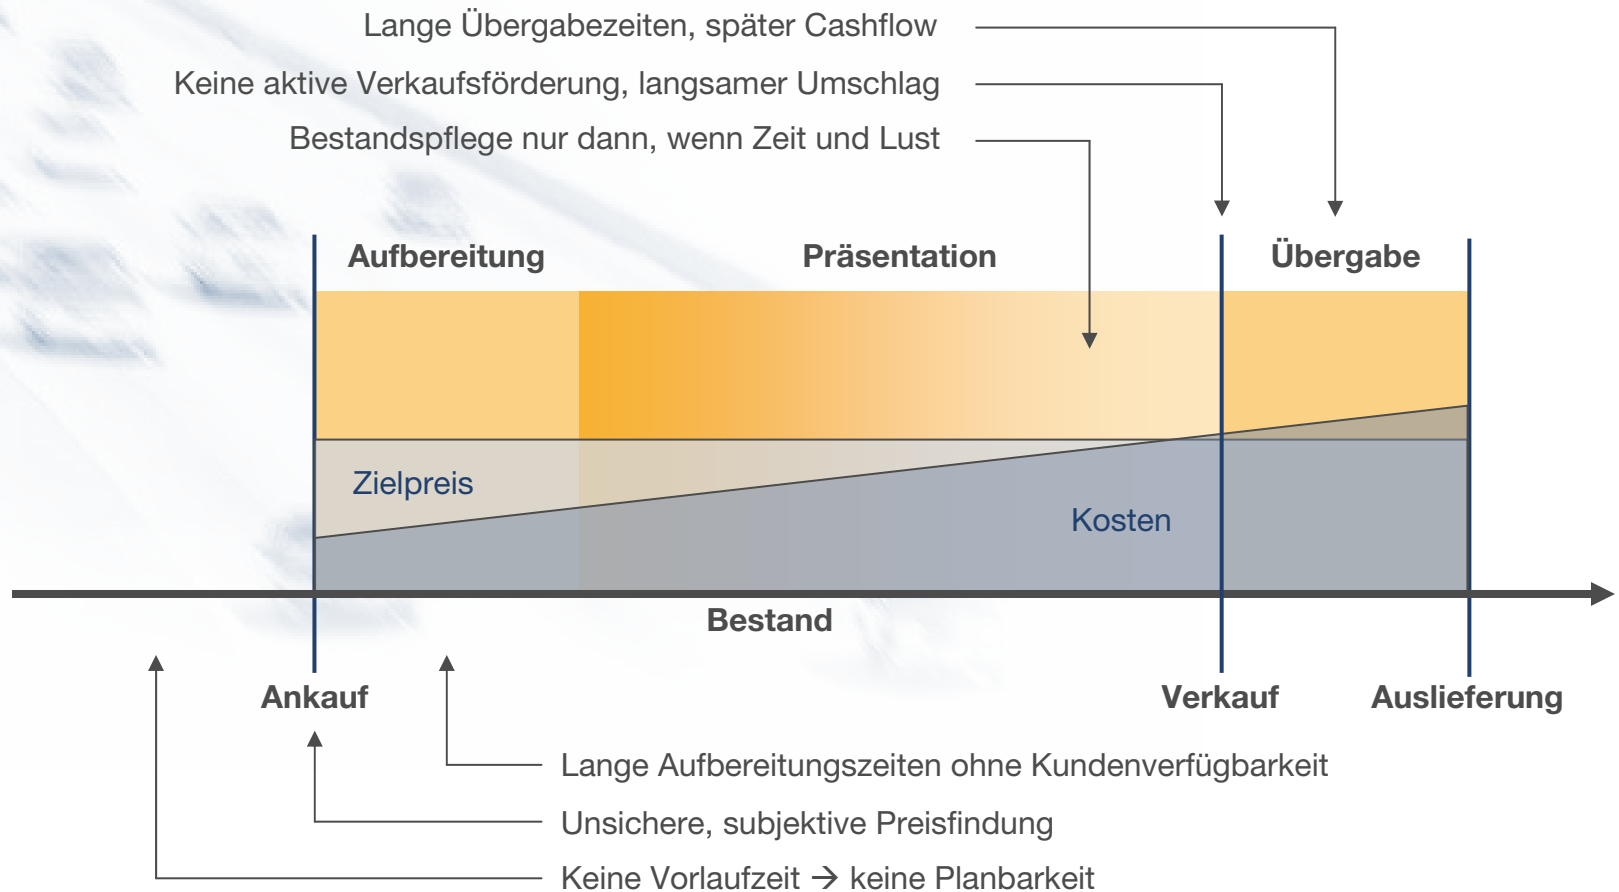 Lange Übergabezeiten, später Cashflow
Keine aktive Verkaufsförderung, langsamer Umschlag
Bestandspflege nur dann, wenn Zeit und Lust
Aufbereitung
Präsentation
Übergabe
Zielpreis
Kosten
Bestand
Ankauf
Verkauf
Auslieferung
Lange Aufbereitungszeiten ohne Kundenverfügbarkeit
Unsichere, subjektive Preisfindung
Keine Vorlaufzeit → keine Planbarkeit